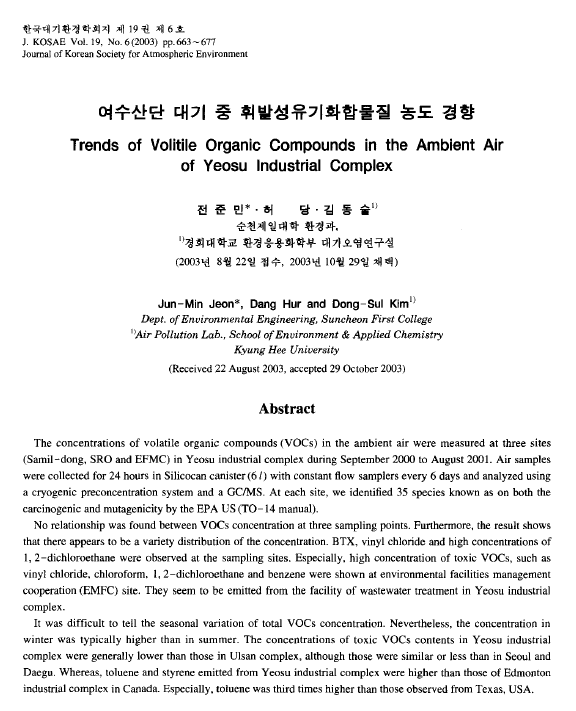 한국대기환경학회지 제 19 권 제 6 호
J. KOSAE Vol. 19, No. 6 (2003) pp. 663~677
Journal of Korean Society for Atmospheric Environment
여수산단 대기 중 휘발성유기화합물질 농도 경향
Trends of Volitile Organic Compounds in the Ambient Air
of Yeosu Industrial Complex
전 준 민*·허 당·김 동 술1)
순천제일대학 환경과,
1)경희대학교 환경응용화학부 대기오염연구실
(2003년 8월 22일 접수, 2003년 10월 29일 채택)
Jun-Min Jeon*, Dang Hur and Dong-Sul Kim1)
Dept. of Environmental Engineering, Suncheon First College
1)Air Pollution Lab., School of Environment & Applied Chemistry
Kyung Hee University
(Received 22 August 2003, accepted 29 October 2003)
Abstract
The concentrations of volatile organic compounds (VOCs) in the ambient air were measured at three sites
(Samil-dong, SRO and EFMC) in Yeosu industrial complex during September 2000 to August 2001. Air samples
were collected for 24 hours in Silicocan canister (6 l) with constant flow samplers every 6 days and analyzed using
a cryogenic preconcentration system and a GC/MS. At each site, we identified 35 species known as on both the
carcinogenic and mutagenicity by the EPA US (TO-14 manual).
No relationship was found between VOCs concentration at three sampling points. Furthermore, the result shows
that there appears to be a variety distribution of the concentration. BTX, vinyl chloride and high concentrations of
1, 2-dichloroethane were observed at the sampling sites. Especially, high concentration of toxic VOCs, such as
vinyl chloride, chloroform, 1, 2-dichloroethane and benzene were shown at environmental facilities management
cooperation (EMFC) site. They seem to be emitted from the facility of wastewater treatment in Yeosu industrial
complex.
It was difficult to tell the seasonal variation of total VOCs concentration. Nevertheless, the concentration in
winter was typically higher than in summer. The concentrations of toxic VOCs contents in Yeosu industrial
complex were generally lower than those in Ulsan complex, although those were similar or less than in Seoul and
Daegu. Whereas, toluene and styrene emitted from Yeosu industrial complex were higher than those of Edmonton
industrial complex in Canada. Especially, toluene was third times higher than those observed from Texas, USA.